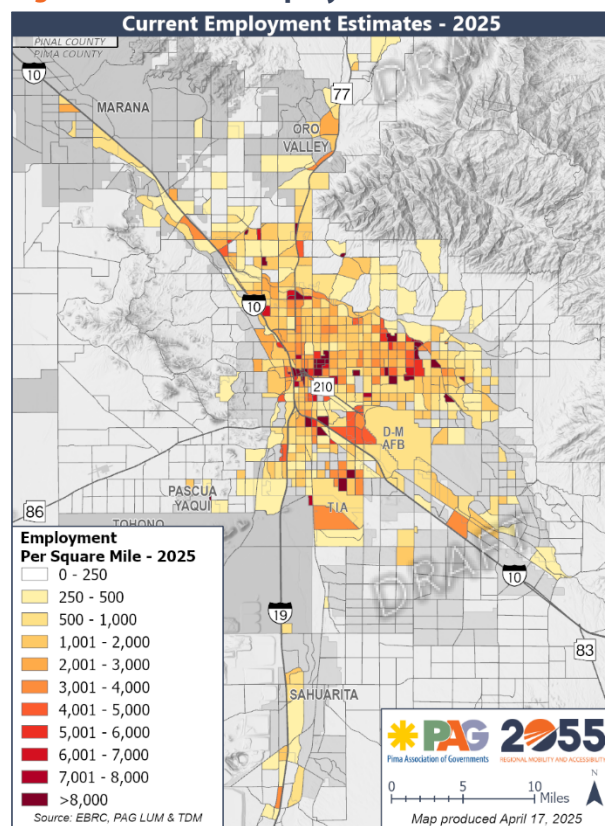 Current Employment Estimates - 2025
PINAL COUNTY
PIMA COUNTY
10
MARANA
77
DRAFT
ORO
VALLEY
10
210
D-M
AFB
PASCUA
YAQUI
TIA
86
TOHONO
DRAFT
10
19
83
SAHUARITA
Employment
Per Square Mile - 2025
0 - 250
250 - 500
500 - 1,000
1,001 - 2,000
2,001 - 3,000
3,001 - 4,000
4,001 - 5,000
5,001 - 6,000
6,001 - 7,000
7,001 - 8,000
>8,000
Source: EBRC, PAG LUM & TDM
PAG
Pima Association of Governments
2055
REGIONAL MOBILITY AND ACCESSIBILITY
N
0 5 10
Miles
Map produced April 17, 2025